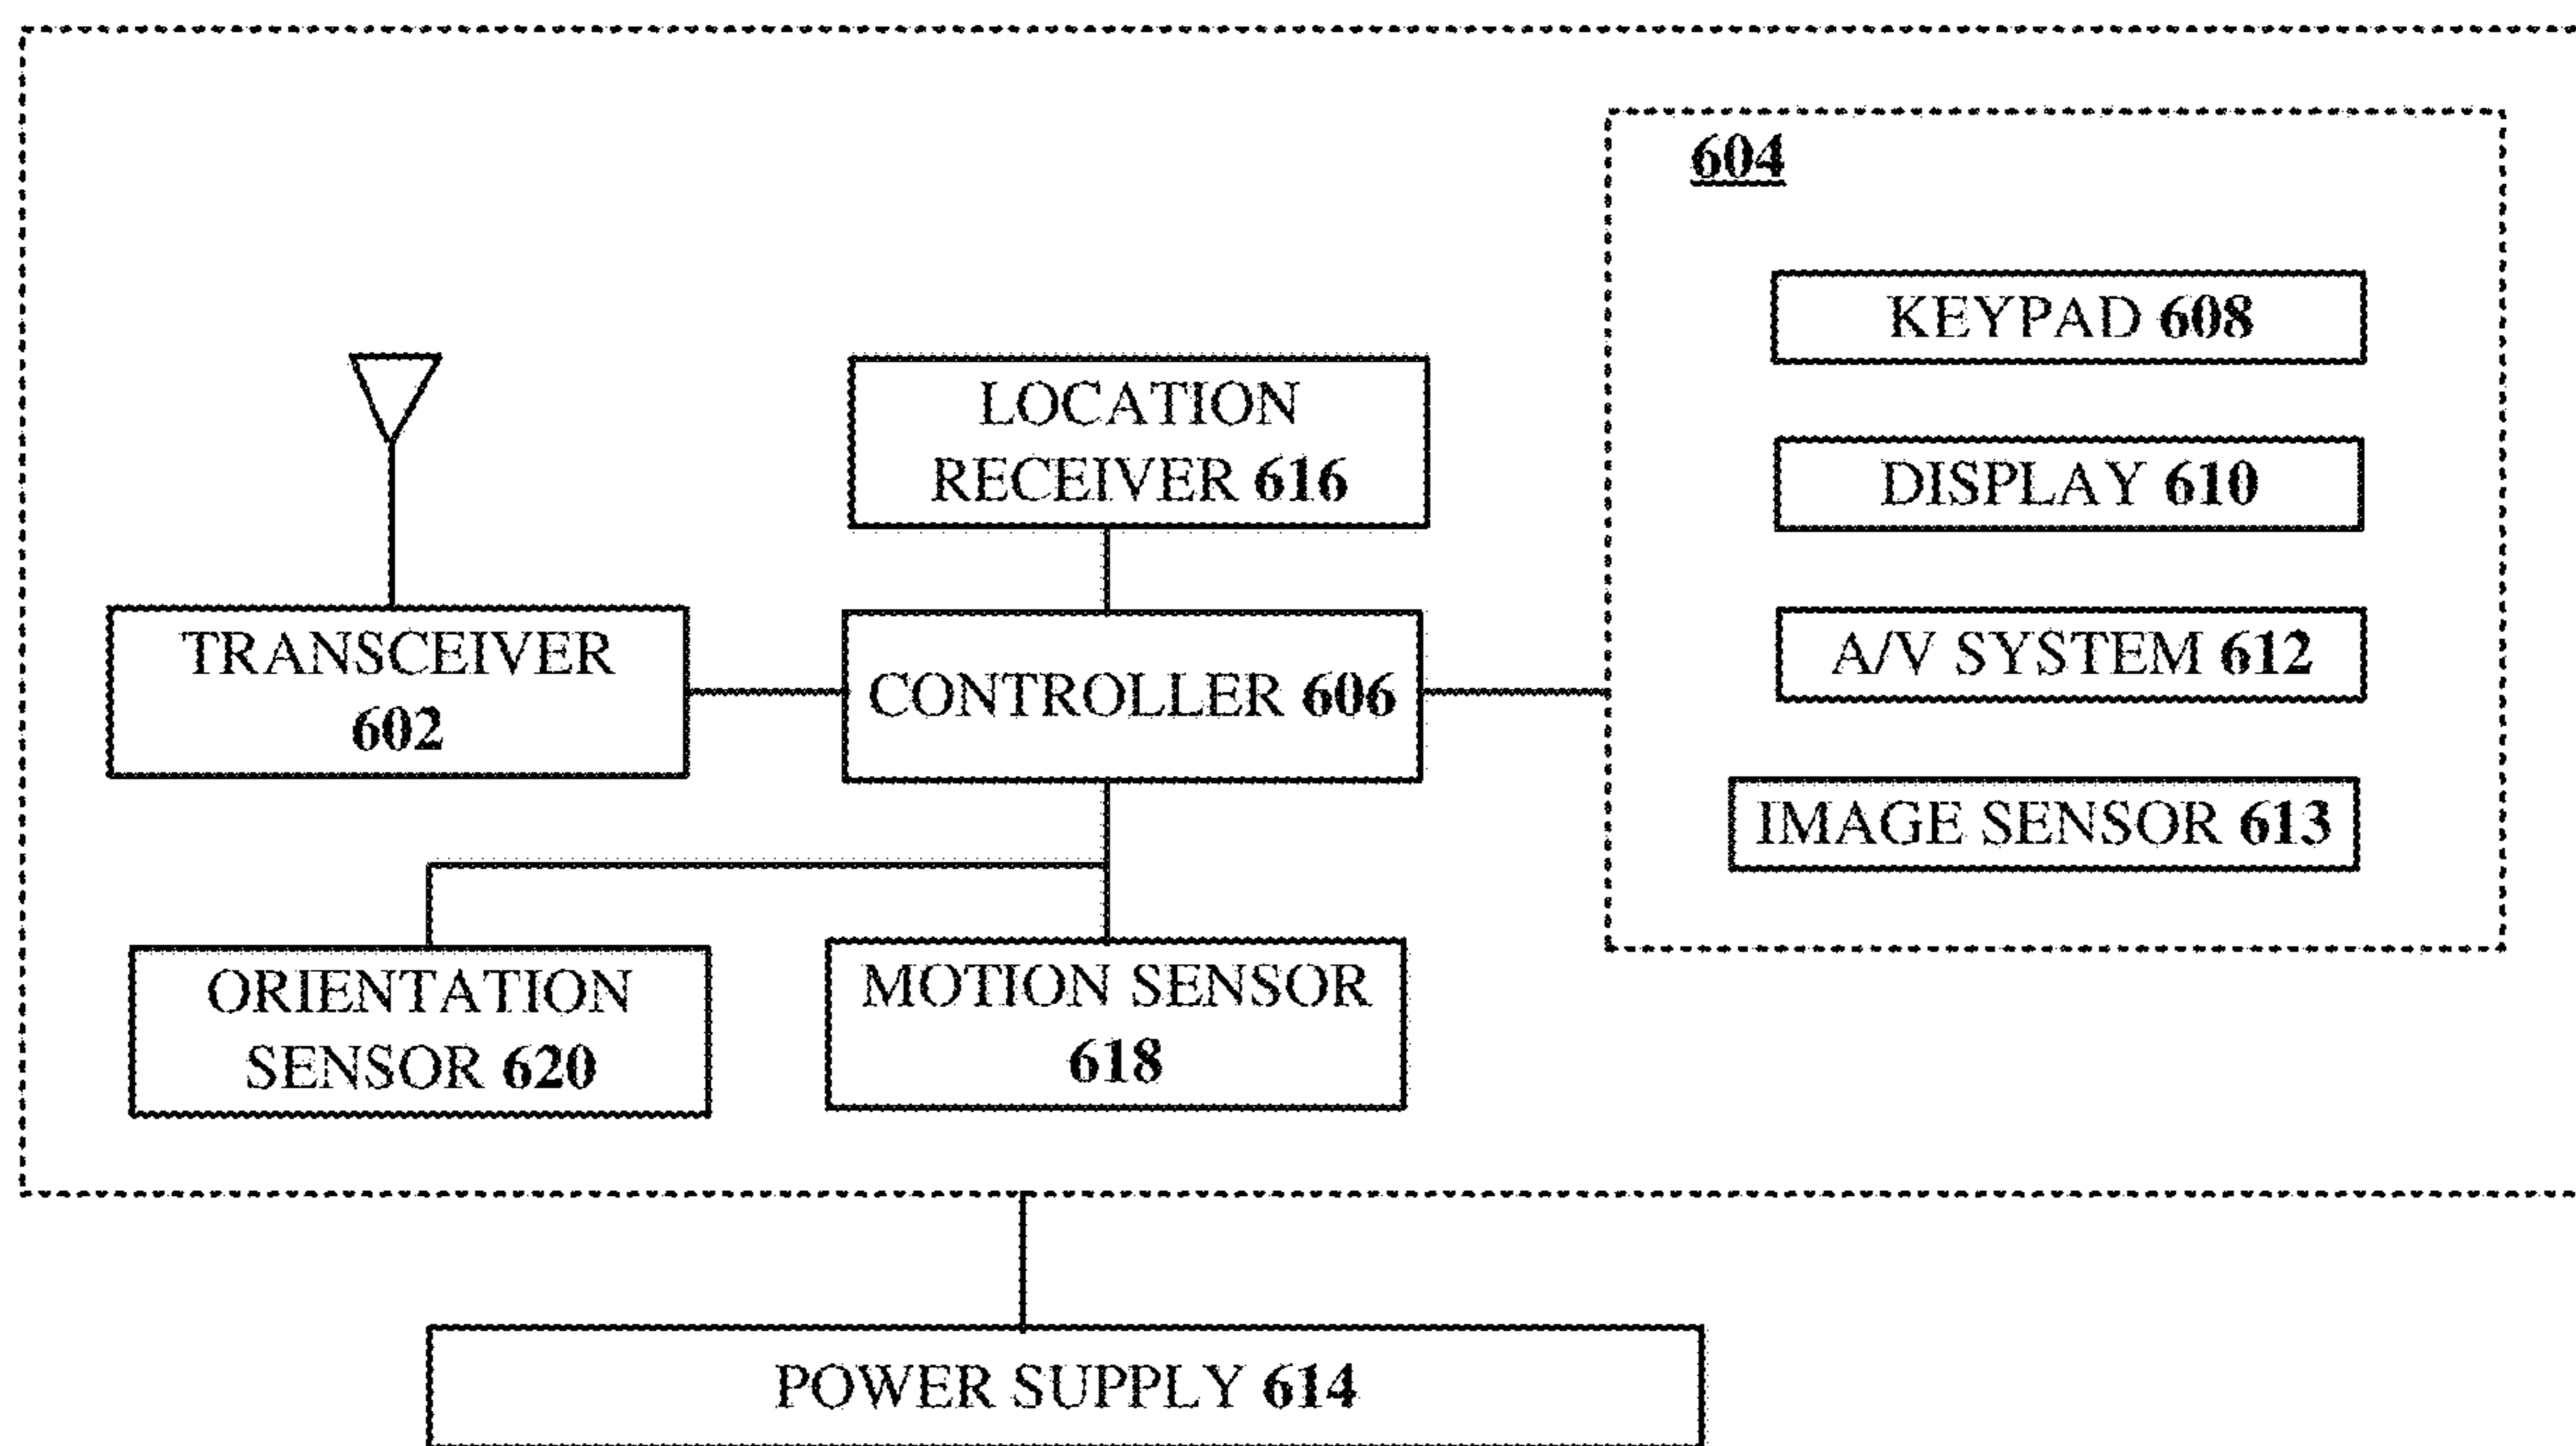 604
KEYPAD 608
LOCATION
RECEIVER 616
DISPLAY 610
TRANSCEIVER
602
CONTROLLER 606
A/V SYSTEM 612
IMAGE SENSOR 613
ORIENTATION
SENSOR 620
MOTION SENSOR
618
POWER SUPPLY 614